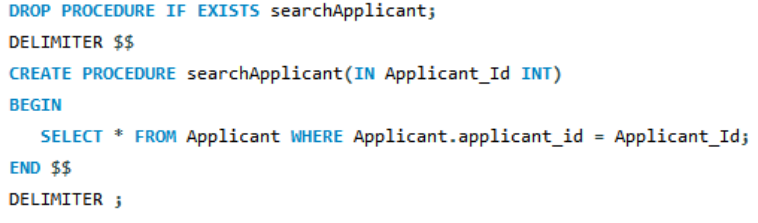 DROP PROCEDURE IF EXISTS searchApplicant;
DELIMITER $$
CREATE PROCEDURE searchApplicant(IN Applicant_Id INT)
BEGIN
   SELECT * FROM Applicant WHERE Applicant.applicant_id = Applicant_Id;
END $$
DELIMITER ;